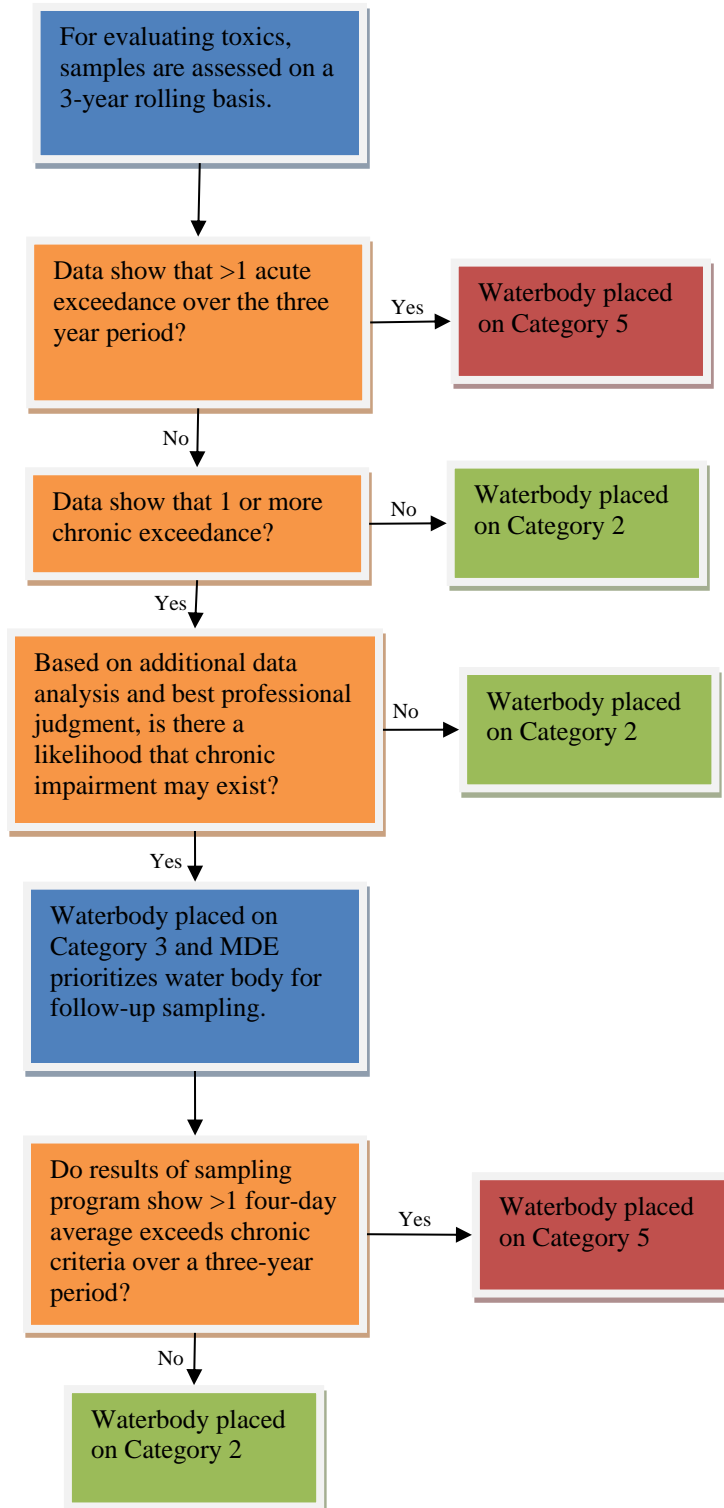 For evaluating toxics,
samples are assessed on a
3-year rolling basis.
Data show that >1 acute
exceedance over the three
year period?
Yes
Waterbody placed
on Category 5
No
Data show that 1 or more
chronic exceedance?
No
Waterbody placed
on Category 2
Yes
Based on additional data
analysis and best professional
judgment, is there a
likelihood that chronic
impairment may exist?
No
Waterbody placed
on Category 2
Yes
Waterbody placed on
Category 3 and MDE
prioritizes water body for
follow-up sampling.
Do results of sampling
program show >1 four-day
average exceeds chronic
criteria over a three-year
period?
Yes
Waterbody placed
on Category 5
No
Waterbody placed
on Category 2